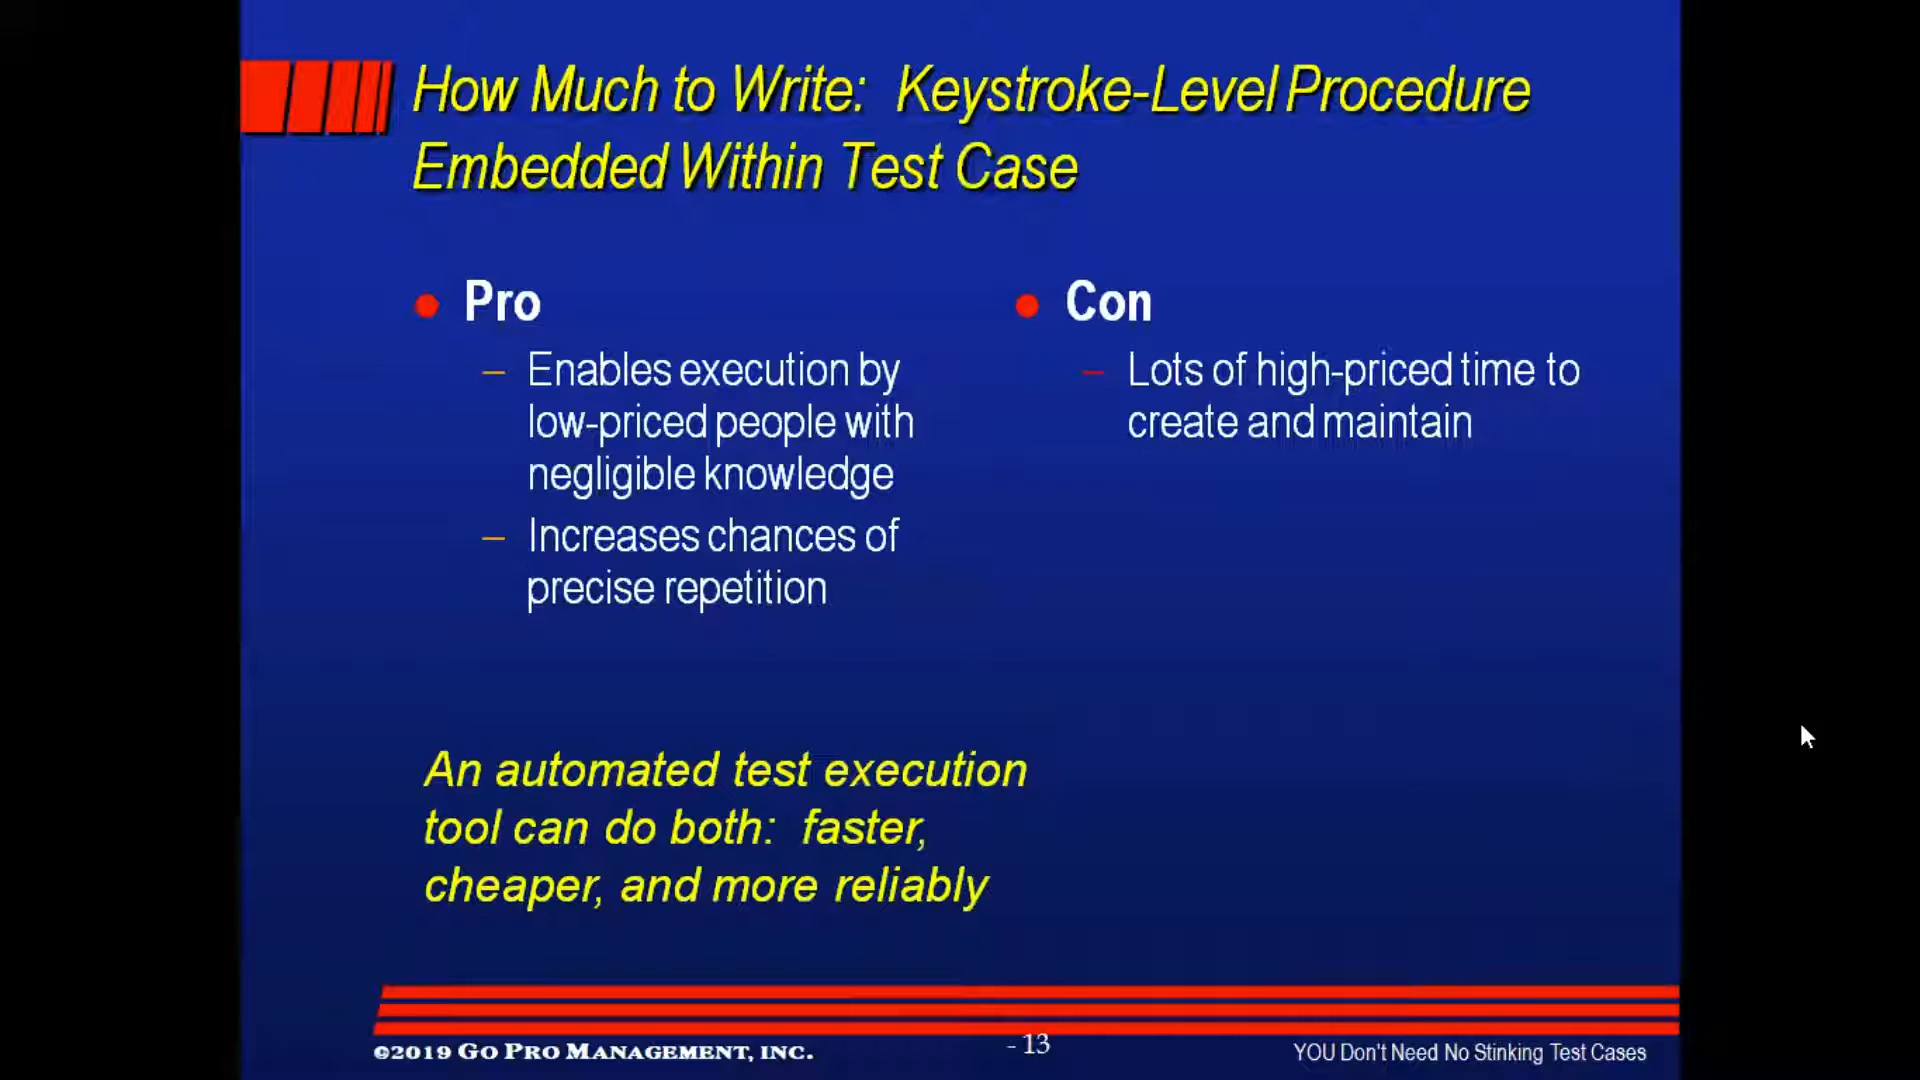 How Much to Write: Keystroke-Level Procedure
Embedded Within Test Case
Pro
– Enables execution by
low-priced people with
negligible knowledge
– Increases chances of
precise repetition
Con
– Lots of high-priced time to
create and maintain
An automated test execution
tool can do both: faster,
cheaper, and more reliably
©2019 GO PRO MANAGEMENT, INC.
- 13
YOU Don't Need No Stinking Test Cases